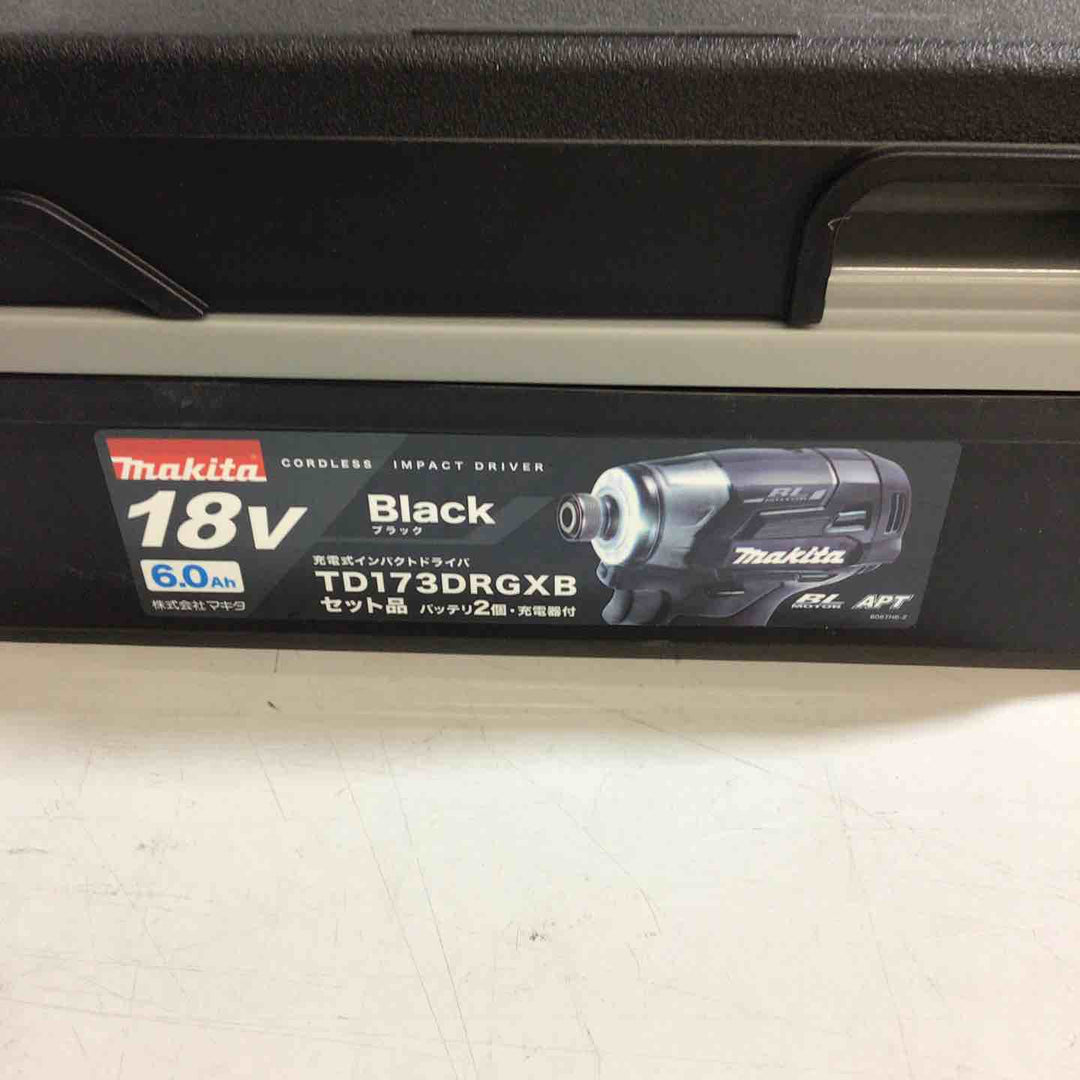 makita
CORDLESS IMPACT DRIVER
18V
Black
ブラック
6.0Ah
充電式インパクトドライバ
TD173DRGXB
株式会社マキタ
セット品 バッテリ2個・充電器付
makita
BL
MOTOR
APT